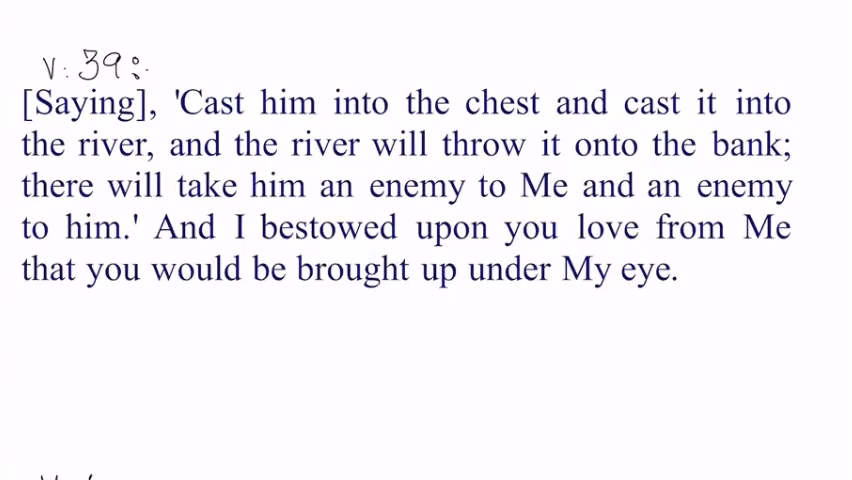 v: 39:
[Saying], 'Cast him into the chest and cast it into
the river, and the river will throw it onto the bank;
there will take him an enemy to Me and an enemy
to him.' And I bestowed upon you love from Me
that you would be brought up under My eye.